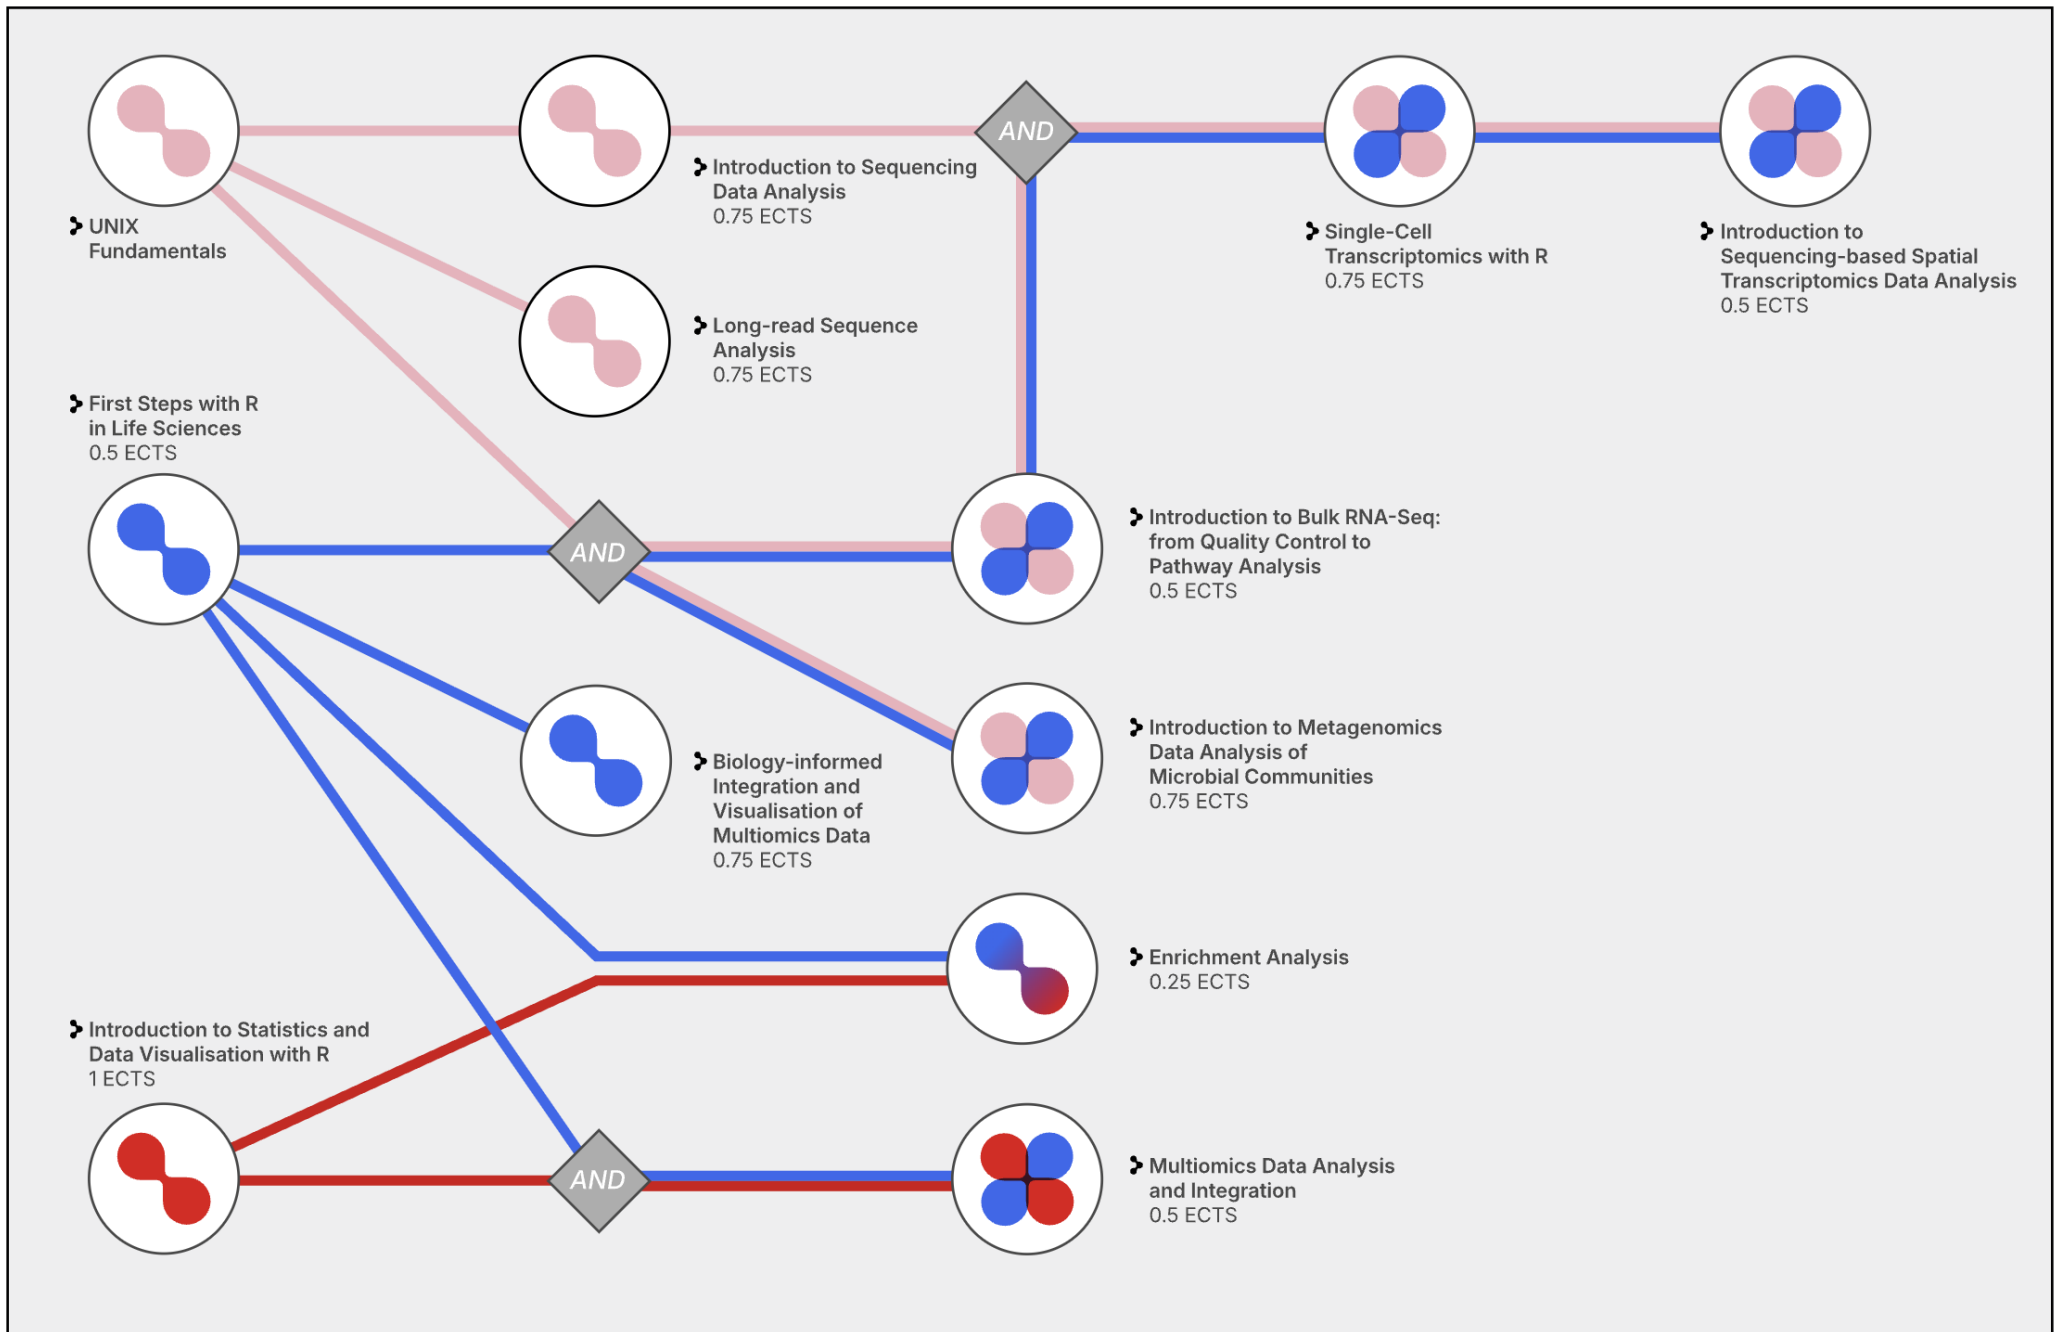 AND
Introduction to Sequencing
Data Analysis
0.75 ECTS
UNIX
Fundamentals
Single-Cell
Transcriptomics with R
0.75 ECTS
Introduction to
Sequencing-based Spatial
Transcriptomics Data Analysis
0.5 ECTS
Long-read Sequence
Analysis
0.75 ECTS
First Steps with R
in Life Sciences
0.5 ECTS
AND
Introduction to Bulk RNA-Seq:
from Quality Control to
Pathway Analysis
0.5 ECTS
Biology-informed
Integration and
Visualisation of
Multiomics Data
0.75 ECTS
Introduction to Metagenomics
Data Analysis of
Microbial Communities
0.75 ECTS
Enrichment Analysis
0.25 ECTS
Introduction to Statistics and
Data Visualisation with R
1 ECTS
AND
Multiomics Data Analysis
and Integration
0.5 ECTS